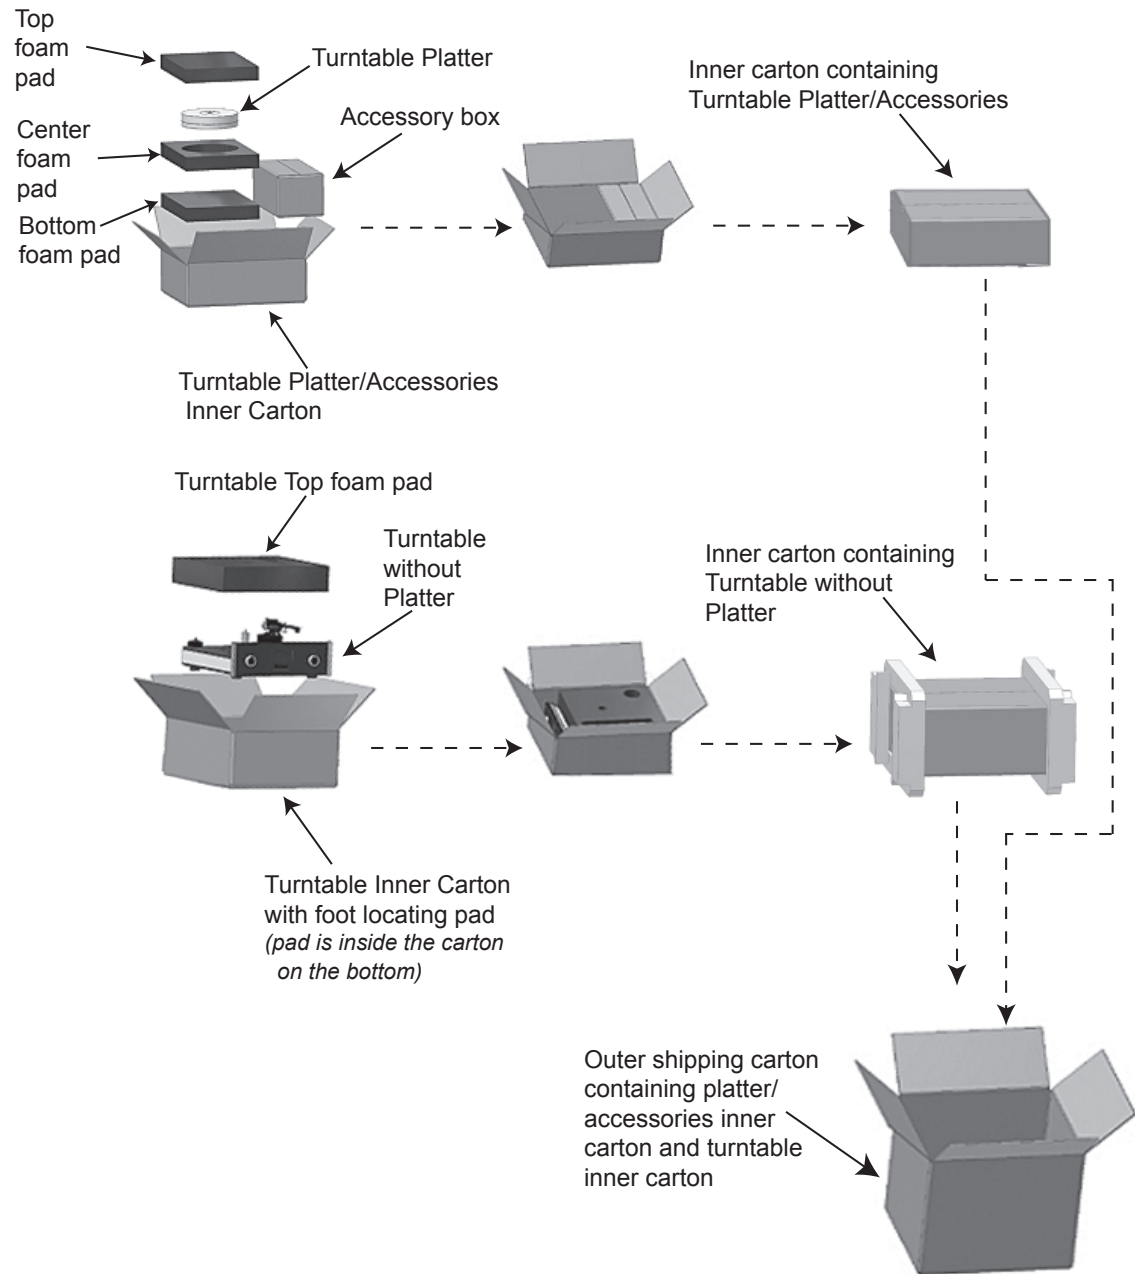 Top
foam
pad
Turntable Platter
Inner carton containing
Turntable Platter/Accessories
Accessory box
Center
foam
pad
Bottom
foam pad
Turntable Platter/Accessories
Inner Carton
Turntable Top foam pad
Turntable
without
Platter
Inner carton containing
Turntable without
Platter
Turntable Inner Carton
with foot locating pad
(pad is inside the carton
on the bottom)
Outer shipping carton
containing platter/
accessories inner
carton and turntable
inner carton